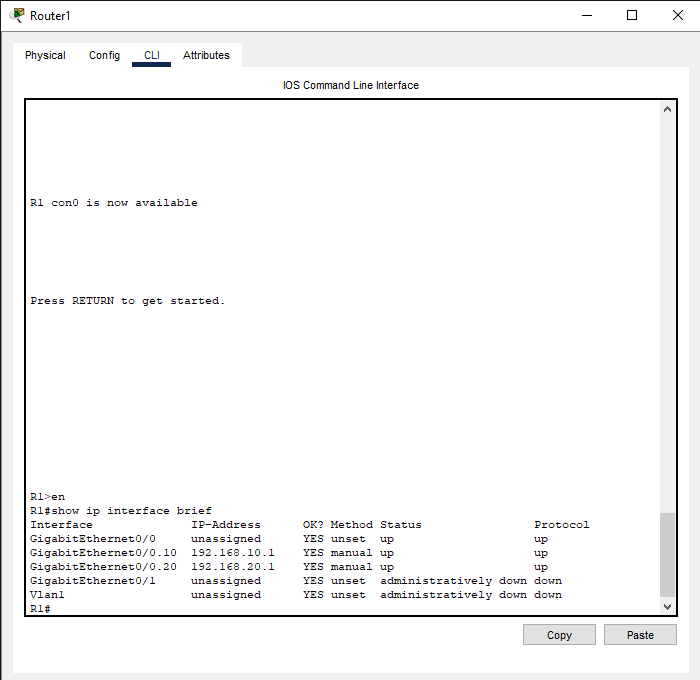 Router1
Physical Config CLI Attributes
IOS Command Line Interface
R1 con0 is now available
Press RETURN to get started.
R1>en
R1#show ip interface brief
Interface              IP-Address      OK? Method Status                Protocol
GigabitEthernet0/0     unassigned      YES unset  up                    up
GigabitEthernet0/0.10  192.168.10.1    YES manual up                    up
GigabitEthernet0/0.20  192.168.20.1    YES manual up                    up
GigabitEthernet0/1     unassigned      YES unset  administratively down down
Vlan1                  unassigned      YES unset  administratively down down
R1#
Copy Paste